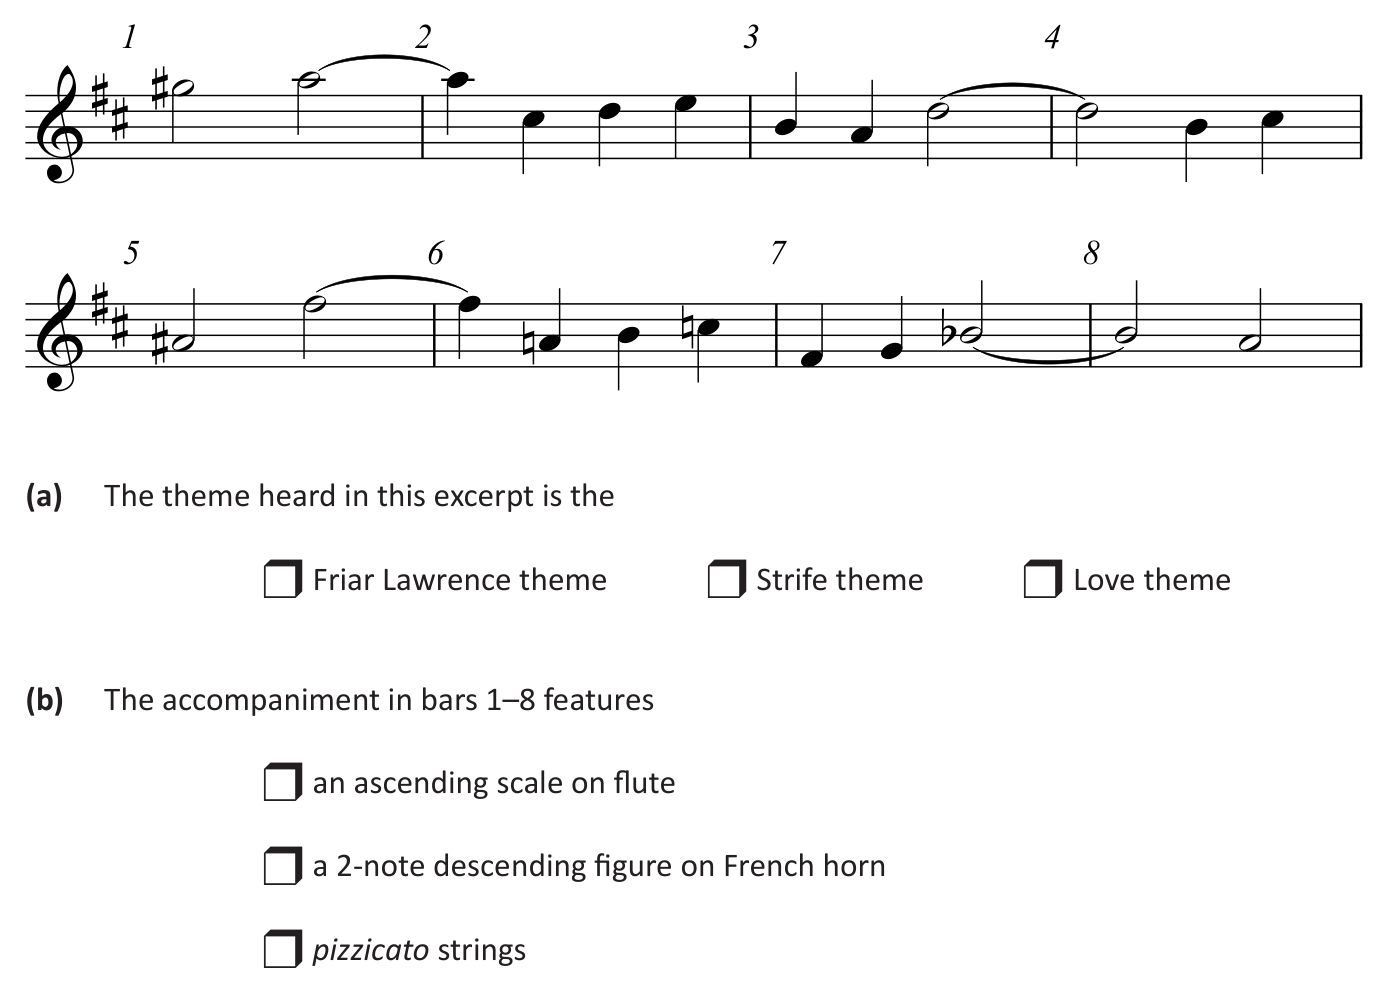 1 2 3 4
5 6 7 8
(a) The theme heard in this excerpt is the
Friar Lawrence theme Strife theme Love theme
(b) The accompaniment in bars 1–8 features
an ascending scale on flute
a 2-note descending figure on French horn
pizzicato strings